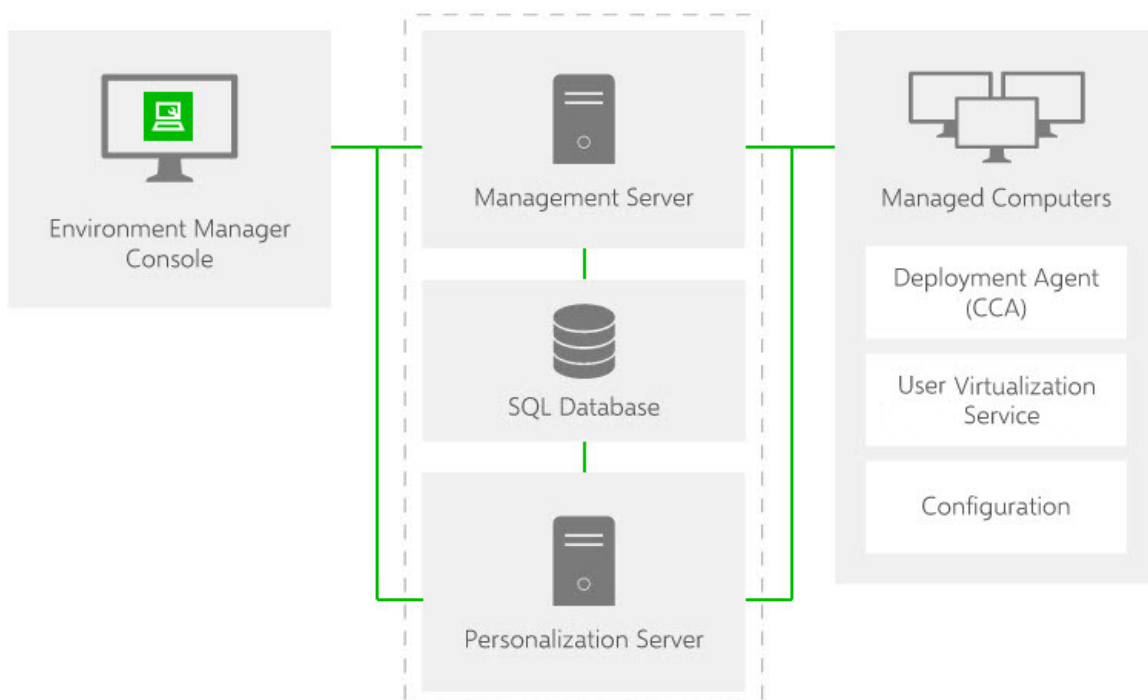 Environment Manager
Console
Management Server
SQL Database
Personalization Server
Managed Computers
Deployment Agent
(CCA)
User Virtualization
Service
Configuration